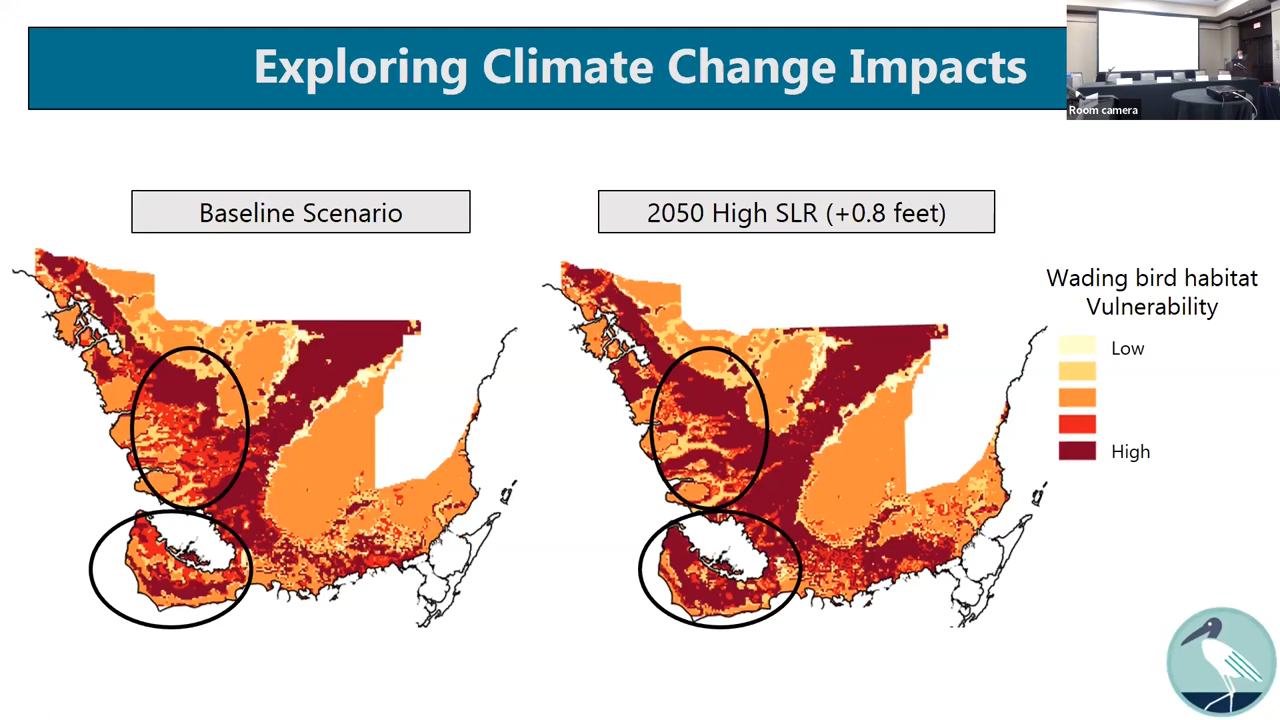 Exploring Climate Change Impacts
Room camera
Baseline Scenario
2050 High SLR (+0.8 feet)
Wading bird habitat
Vulnerability
Low
High